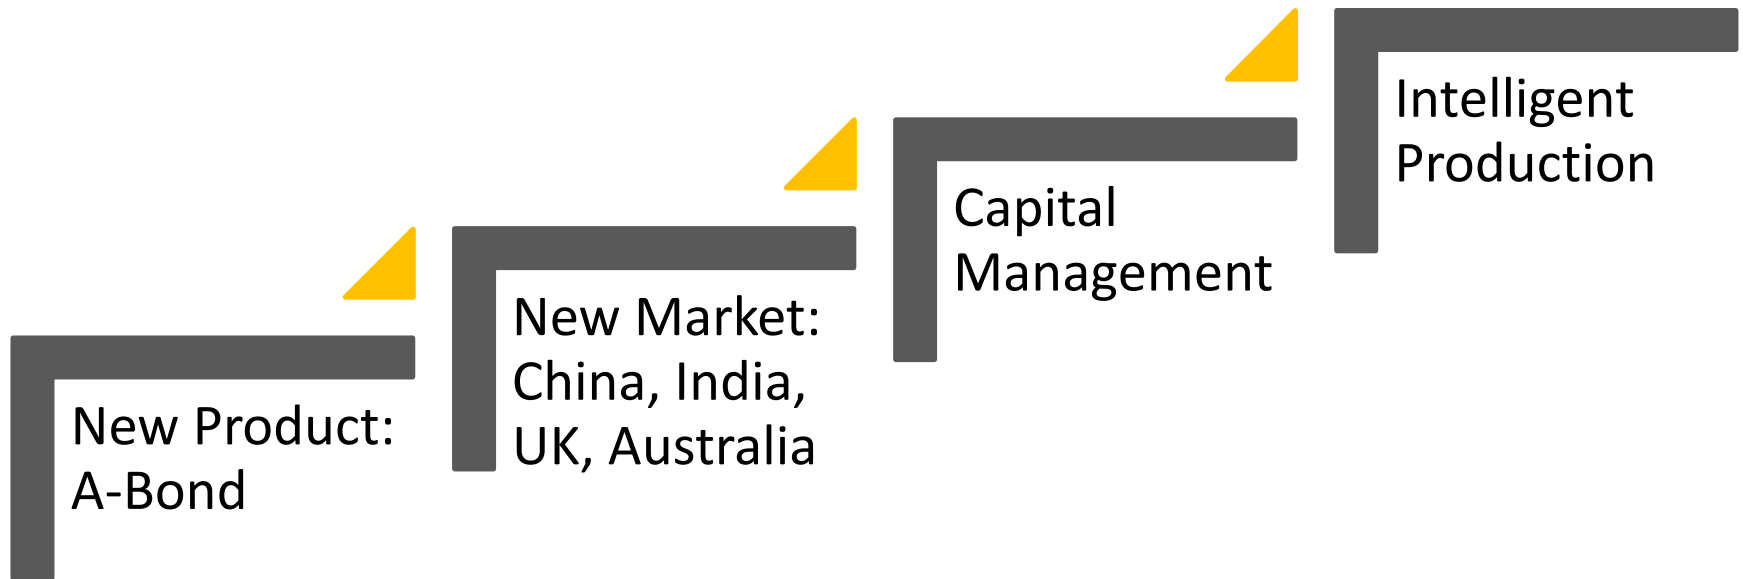 New Product:
A-Bond
New Market:
China, India,
UK, Australia
Capital
Management
Intelligent
Production